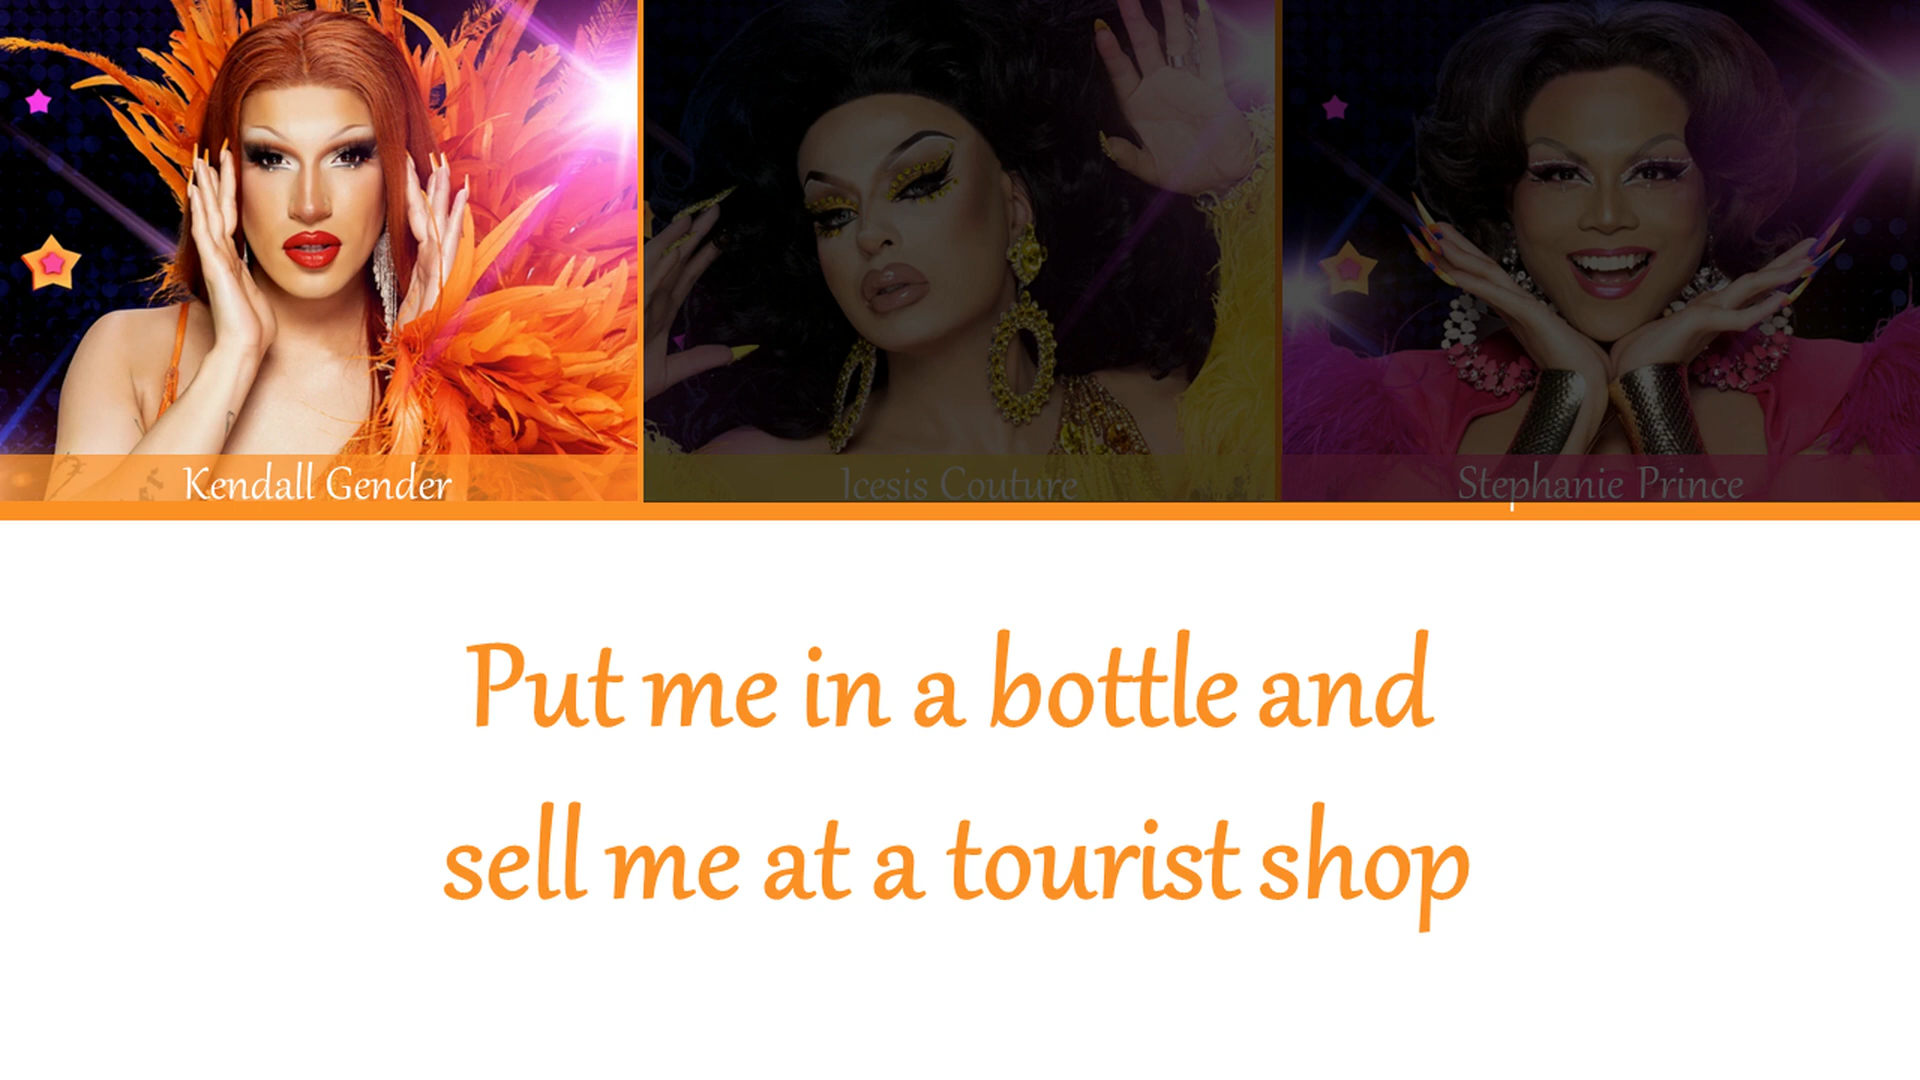 Kendall Gender
Icesis Couture
Stephanie Prince
Put me in a bottle and
sell me at a tourist shop